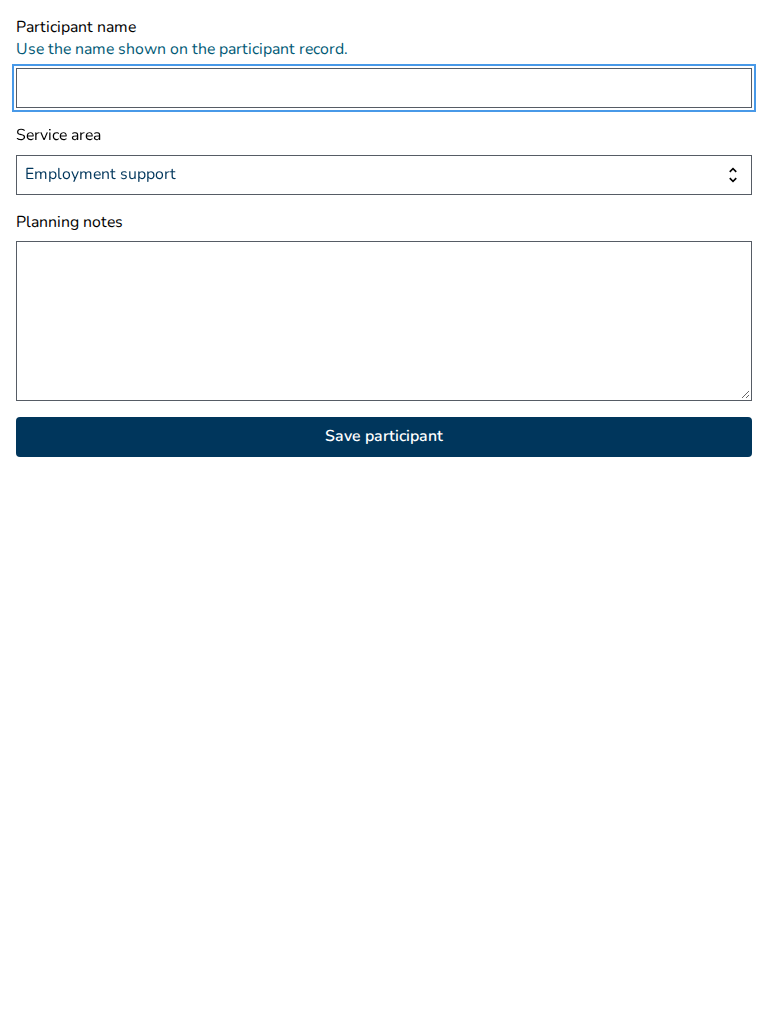 Participant name
Use the name shown on the participant record.
Service area
Employment support
Planning notes
Save participant